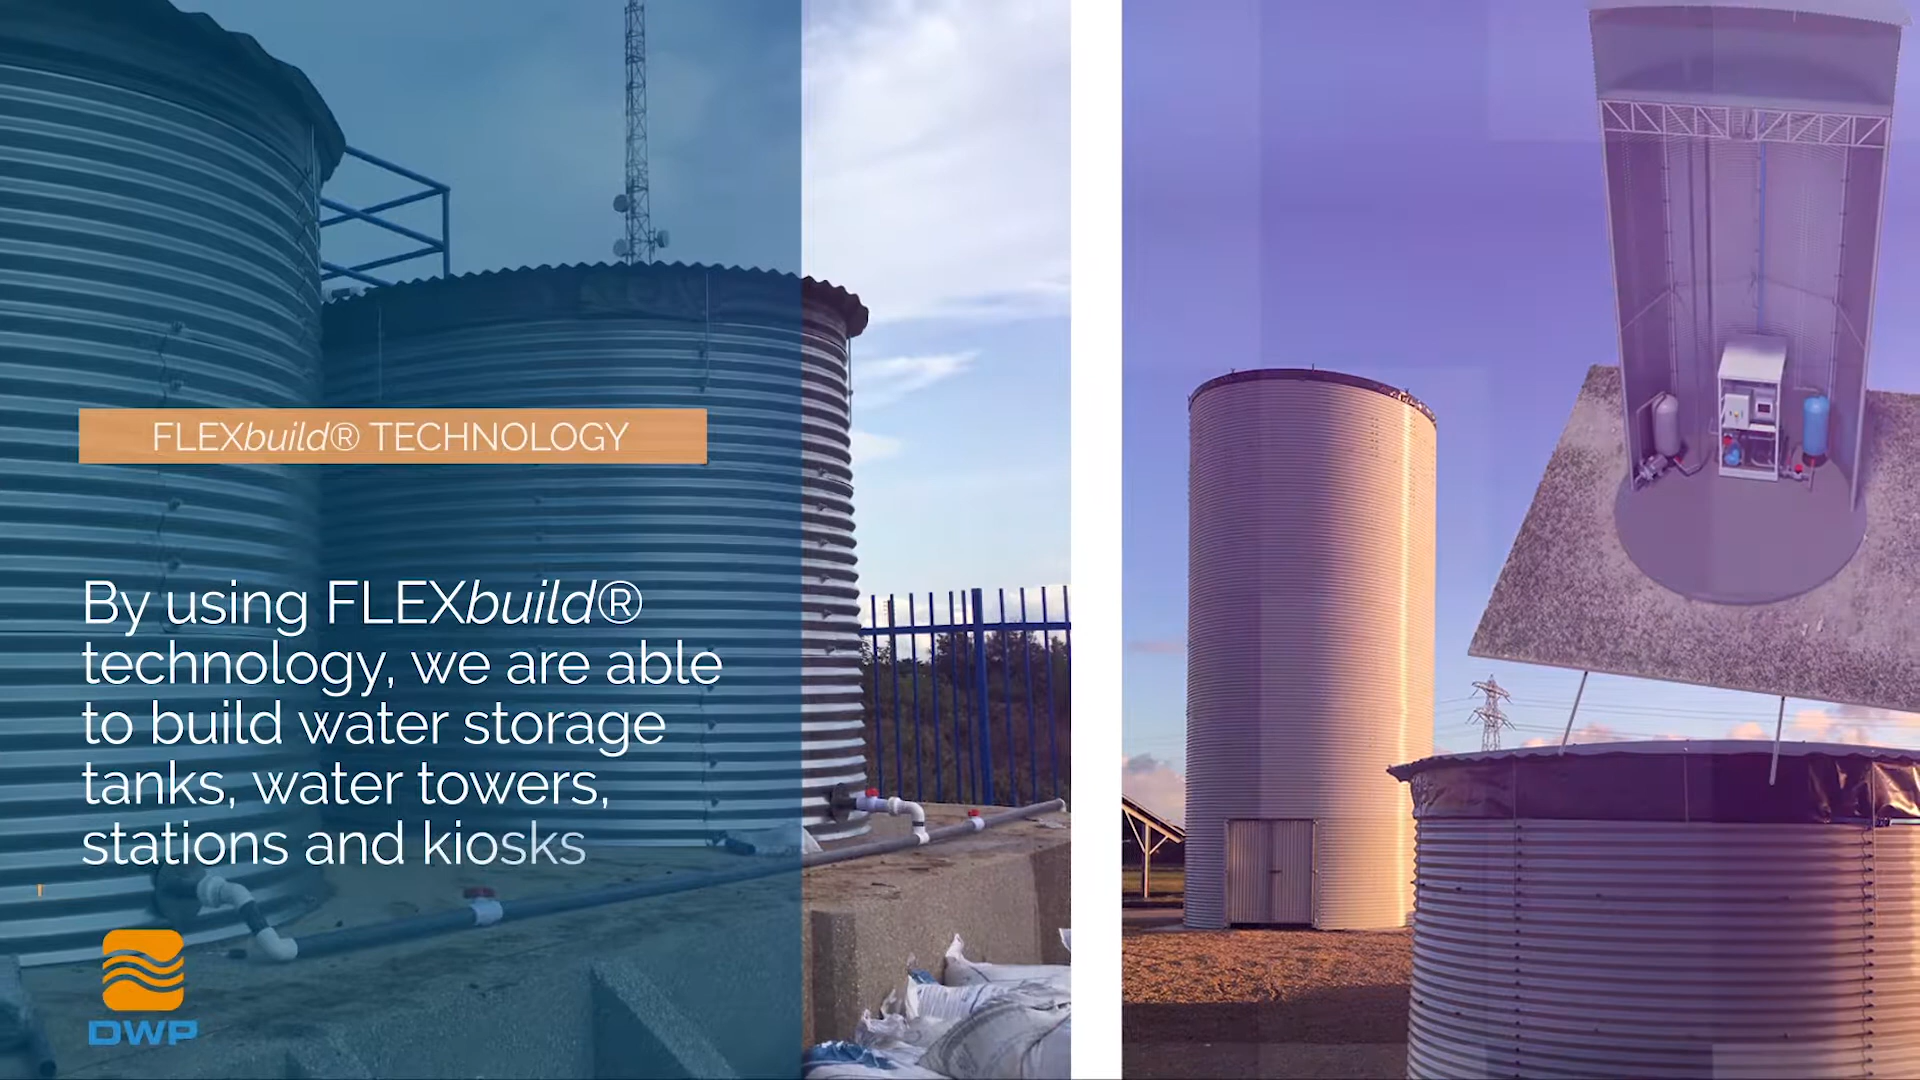 FLEXbuild® TECHNOLOGY
By using FLEXbuild®
technology, we are able
to build water storage
tanks, water towers,
stations and kiosks
DWP